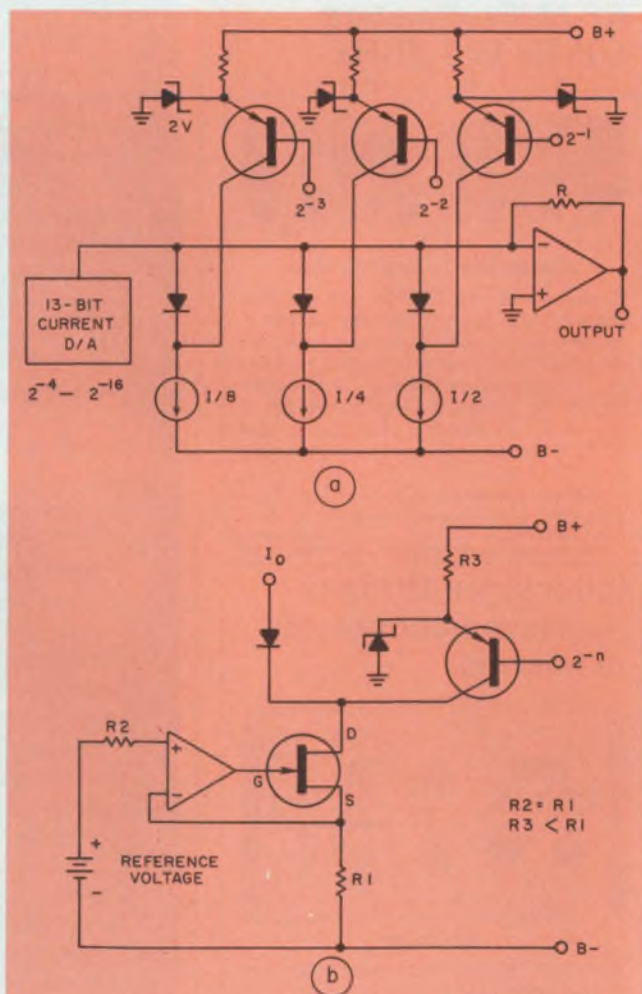 B+
2V
2⁻³
2⁻²
2⁻¹
R
13-BIT
CURRENT
D/A
2⁻⁴ — 2⁻¹⁶
I/8
I/4
I/2
OUTPUT
B-
a
B+
I₀
R3
2⁻ⁿ
R2
D
G
S
R2= R1
R3 < R1
REFERENCE
VOLTAGE
R1
B-
b